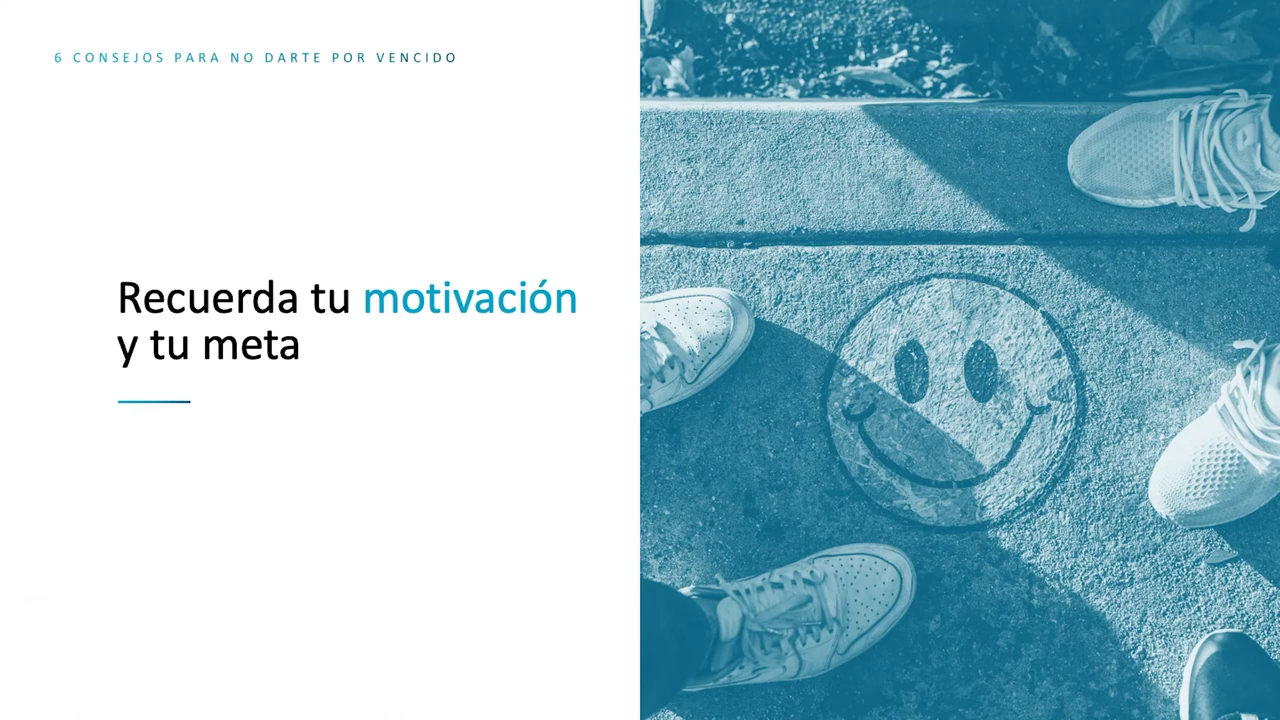 6 CONSEJOS PARA NO DARTE POR VENCIDO
Recuerda tu motivación
y tu meta